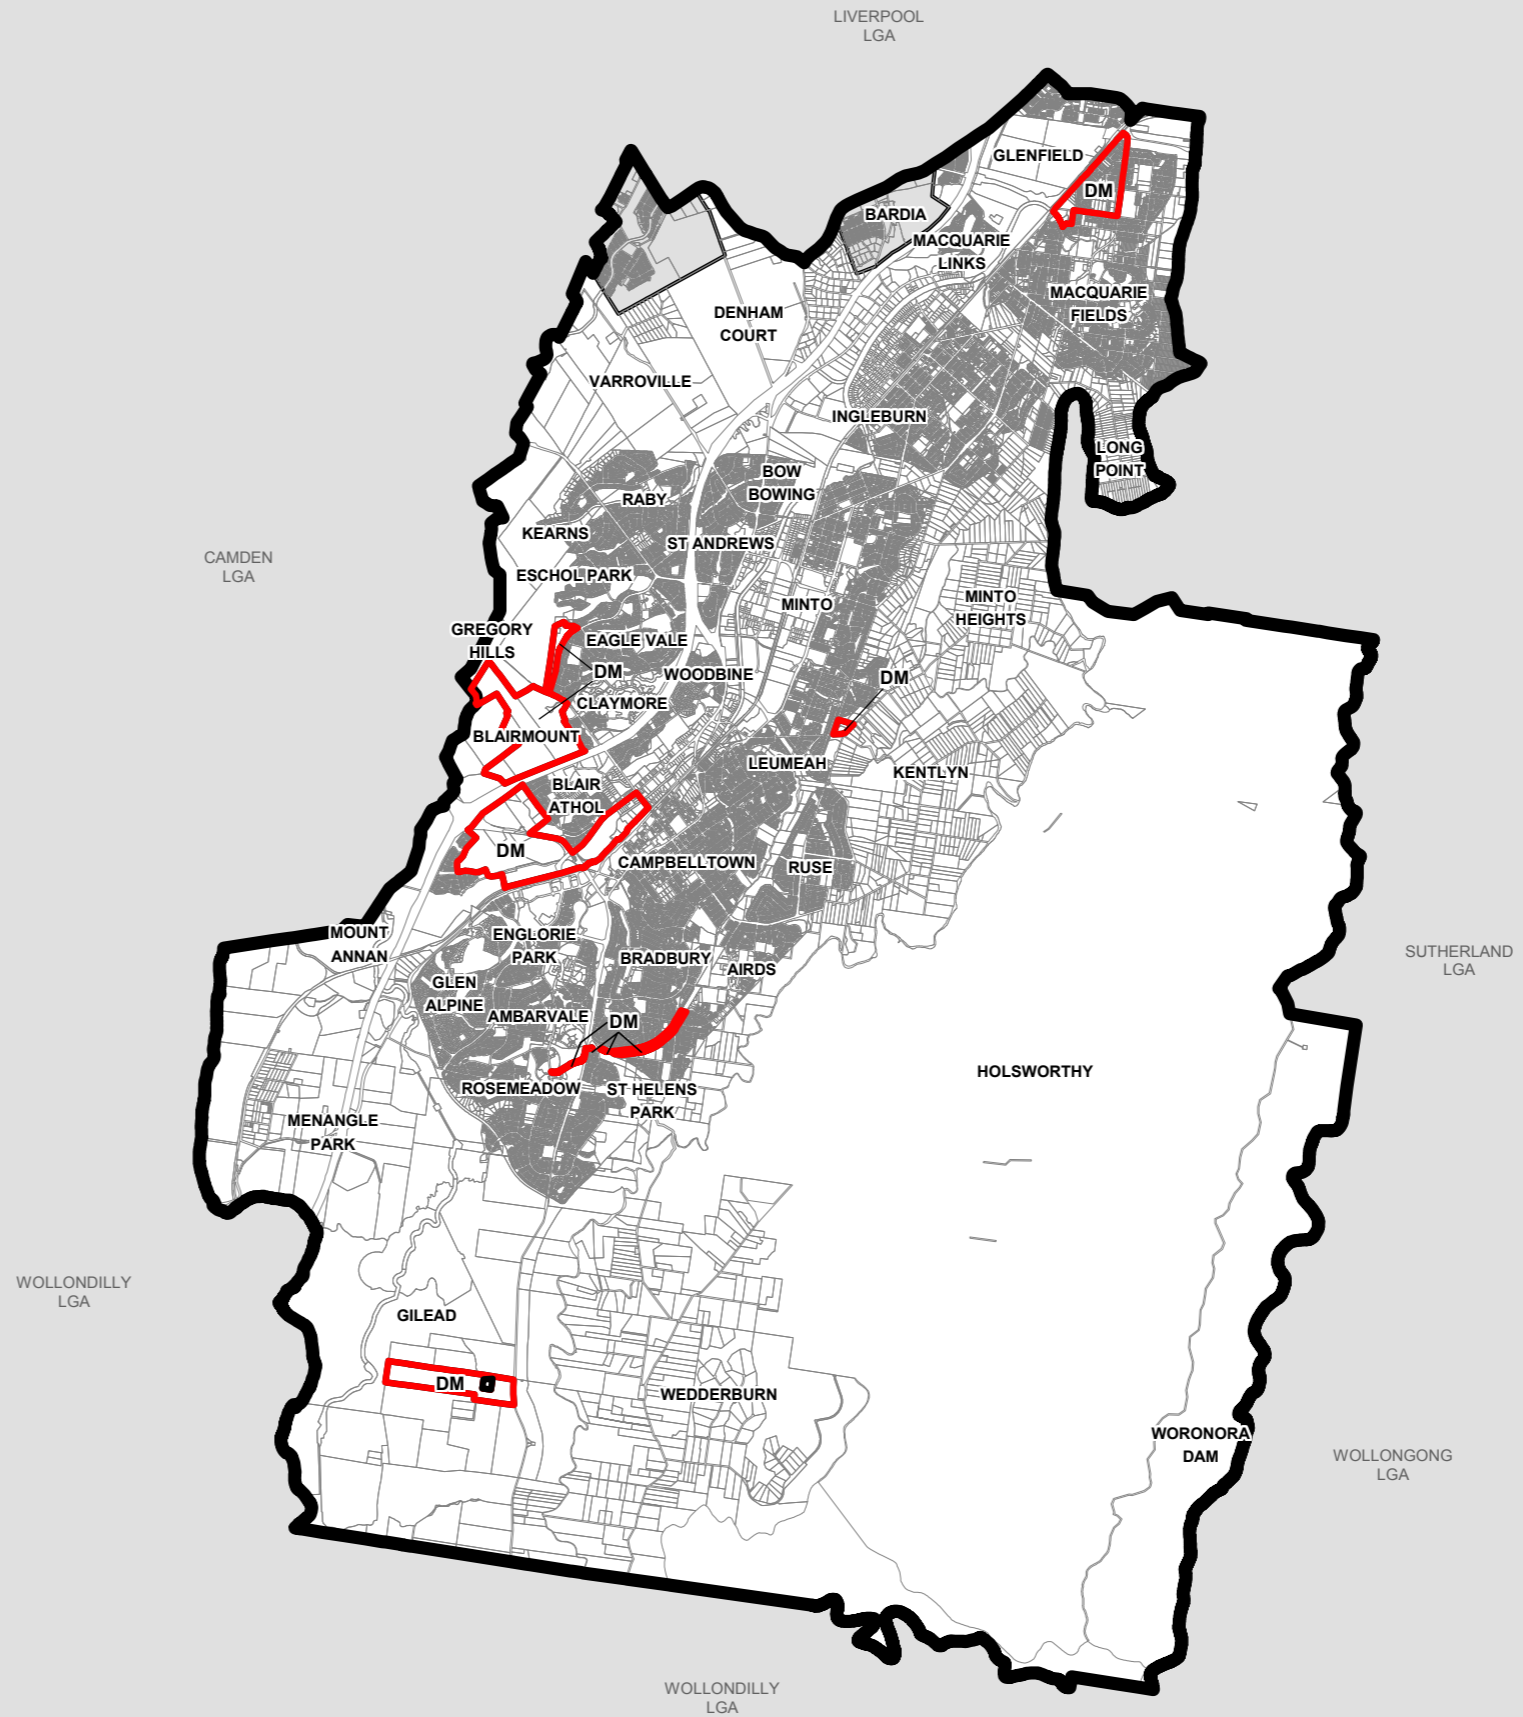 LIVERPOOL
LGA
GLENFIELD
DM
BARDIA
MACQUARIE
LINKS
MACQUARIE
FIELDS
DENHAM
COURT
VARROVILLE
INGLEBURN
LONG
POINT
BOW
BOWING
RABY
KEARNS
ST ANDREWS
CAMDEN
LGA
ESCHOL PARK
MINTO
MINTO
HEIGHTS
GREGORY
HILLS
EAGLE VALE
DM
WOODBINE
DM
CLAYMORE
BLAIRMOUNT
LEUMEAH
KENTLYN
BLAIR
ATHOL
DM
CAMPBELLTOWN
RUSE
MOUNT
ANNAN
ENGLORIE
PARK
BRADBURY
AIRDS
SUTHERLAND
LGA
GLEN
ALPINE
AMBARVALE
DM
HOLSWORTHY
ROSEMEADOW
ST HELENS
PARK
MENANGLE
PARK
WOLLONDILLY
LGA
GILEAD
DM
WEDDERBURN
WORONORA
DAM
WOLLONGONG
LGA
WOLLONDILLY
LGA